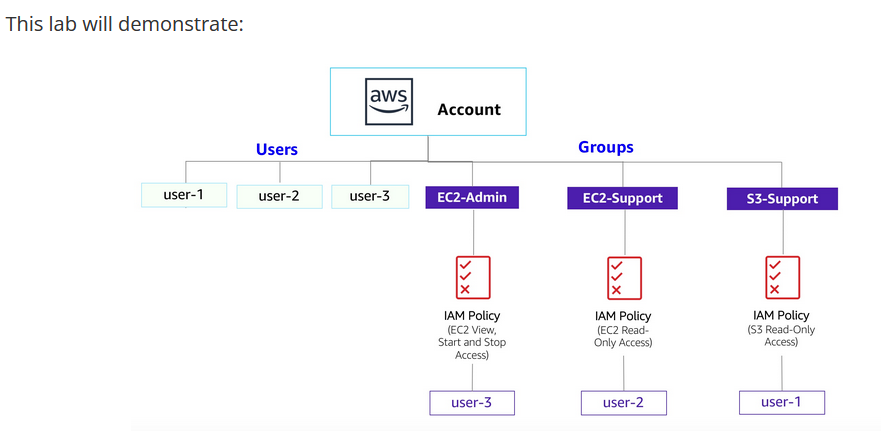 This lab will demonstrate:
aws
Account
Users
Groups
user-1
user-2
user-3
EC2-Admin
EC2-Support
S3-Support
IAM Policy
(EC2 View,
Start and Stop
Access)
IAM Policy
(EC2 Read-
Only Access)
IAM Policy
(S3 Read-Only
Access)
user-3
user-2
user-1